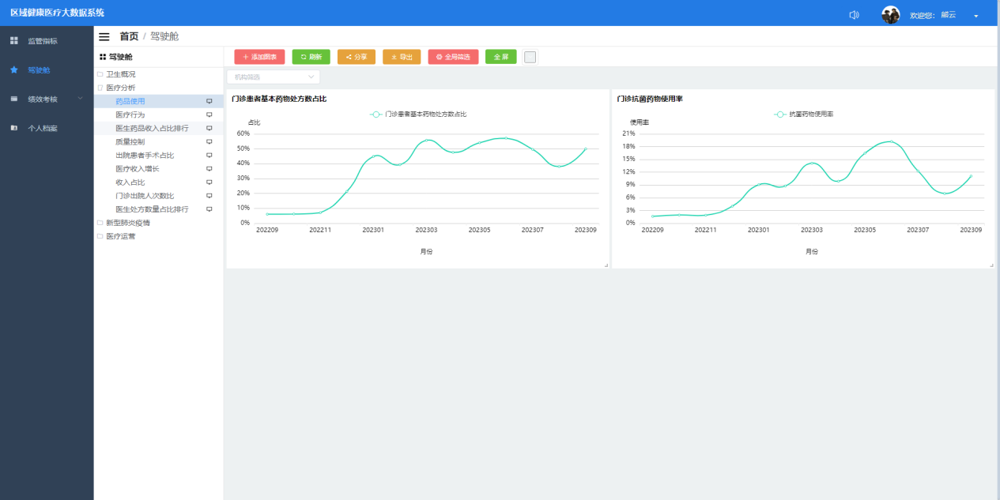 区域健康医疗大数据系统
欢迎您: 熊云
监管指标
驾驶舱
绩效考核
个人档案
首页 / 驾驶舱
驾驶舱
卫生概况
医疗分析
药品使用
医疗行为
医生药品收入占比排行
质量控制
出院患者手术占比
医疗收入增长
收入占比
门诊出院人次数比
医生处方数量占比排行
新型肺炎疫情
医疗运营
添加图表 刷新 分享 导出 全局筛选 全屏
机构筛选
门诊患者基本药物处方数占比
门诊患者基本药物处方数占比
占比
60%
50%
40%
30%
20%
10%
0%
202209 202211 202301 202303 202305 202307 202309
月份
门诊抗菌药物使用率
抗菌药物使用率
使用率
21%
18%
15%
12%
9%
6%
3%
0%
202209 202211 202301 202303 202305 202307 202309
月份